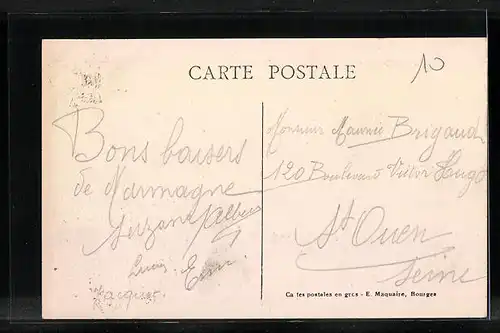 CARTE POSTALE
10
Bons baisers
de Marmagne
Monsieur Maurice Brigaud
120 Boulevard Victor Hugo
St Ouen
Seine
Cartes postales en gros - E. Maquaire, Bourges